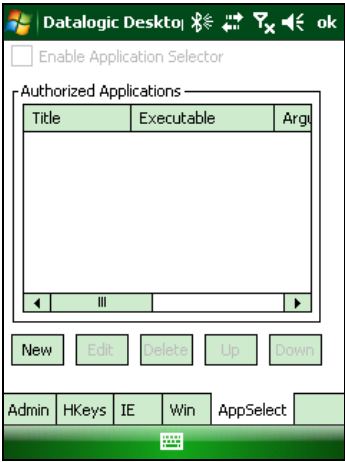 Datalogic Deskto ok
Enable Application Selector
Authorized Applications
Title Executable Argu
New Edit Delete Up Down
Admin HKeys IE Win AppSelect